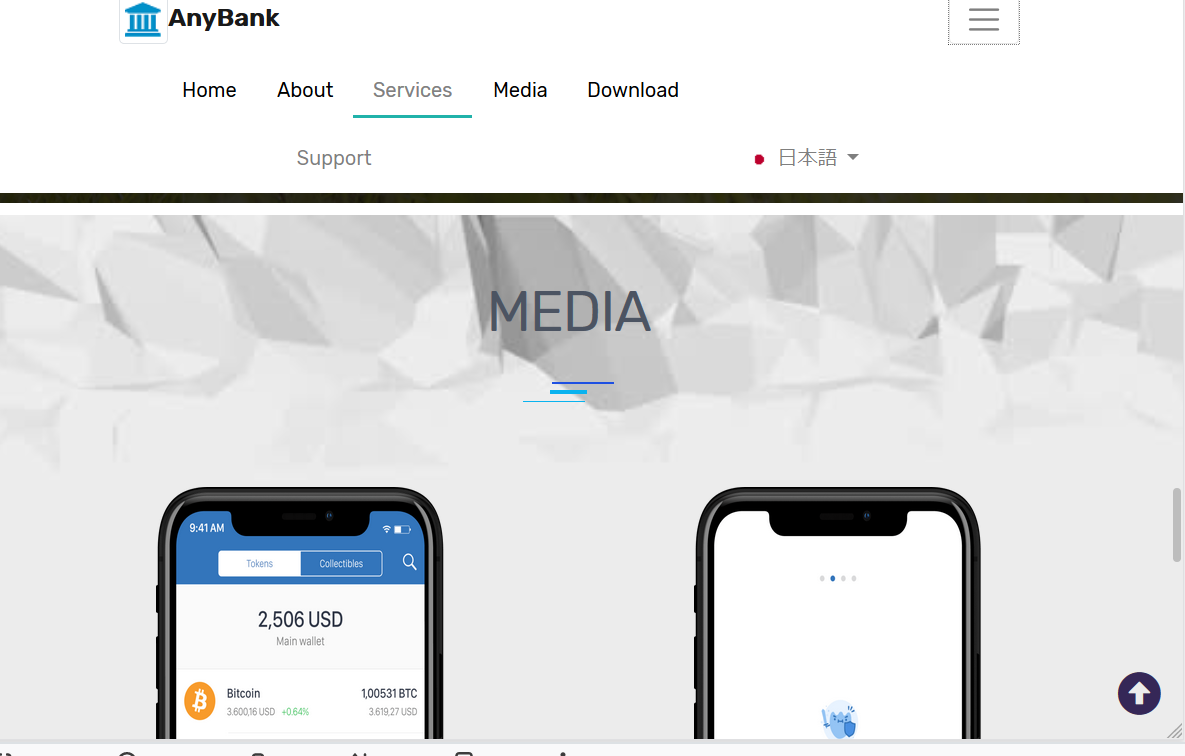 AnyBank
Home About Services Media Download
Support 日本語
MEDIA
9:41 AM
Tokens Collectibles
2,506 USD
Main wallet
Bitcoin 1,00531 BTC
3.600,16 USD +0.64% 3.619,27 USD